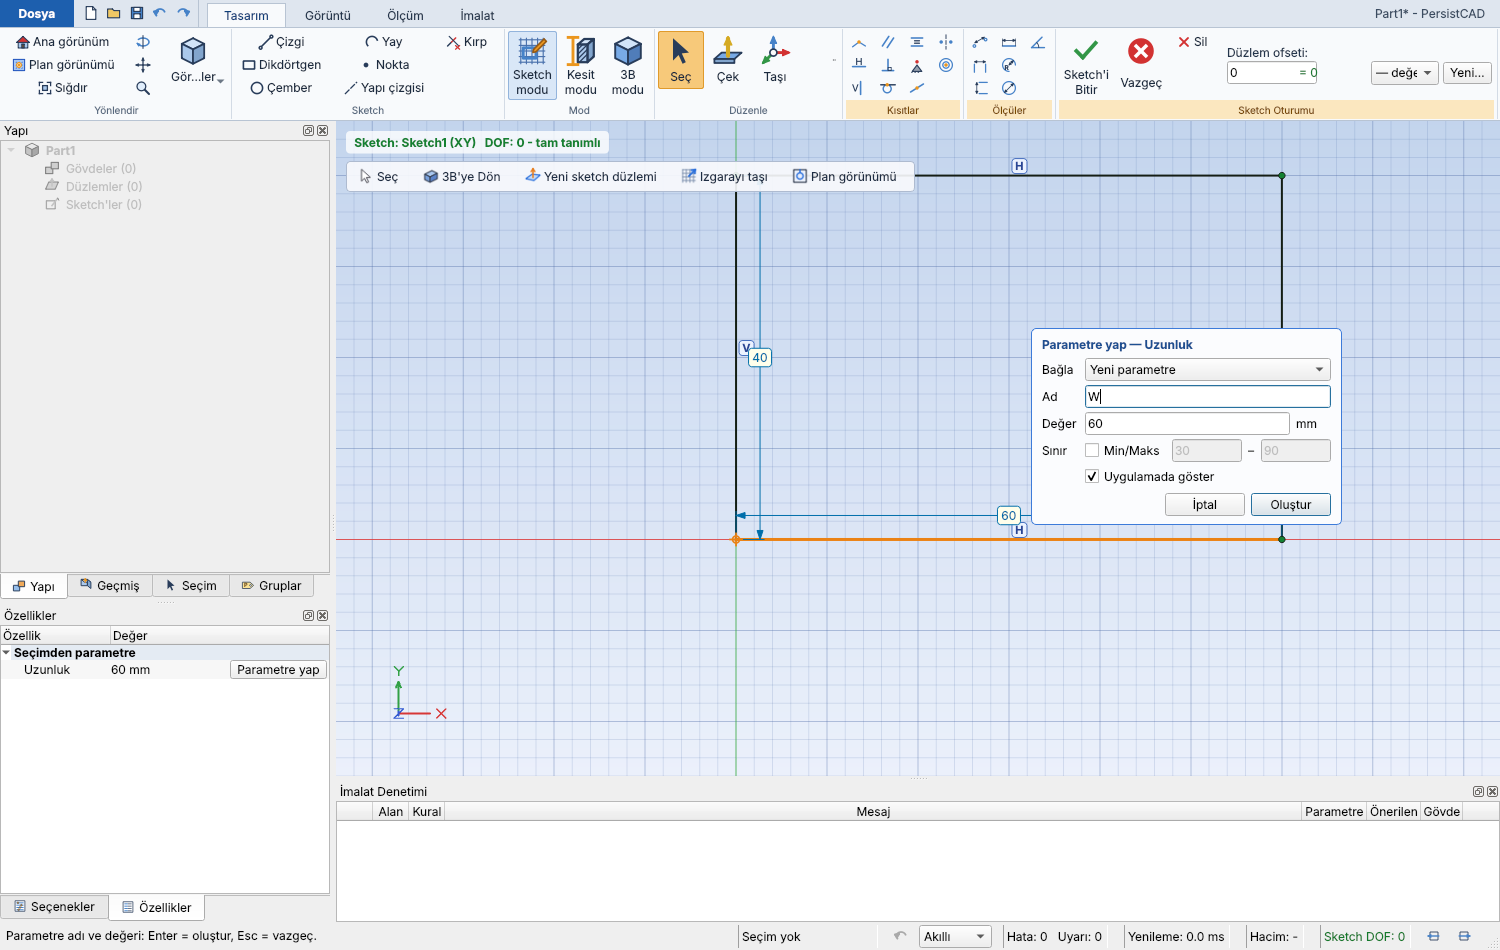 Dosya
Tasarım
Görüntü
Ölçüm
İmalat
Part1* - PersistCAD
Ana görünüm
Plan görünümü
Sığdır
Gör...ler
Yönlendir
Çizgi
Dikdörtgen
Çember
Yay
Nokta
Yapı çizgisi
Kırp
Sketch
Sketch modu
Kesit modu
3B modu
Mod
Seç
Çek
Taşı
Düzenle
Kısıtlar
Ölçüler
Sketch'i Bitir
Vazgeç
Sil
Düzlem ofseti:
0 = 0
— değe
Yeni...
Sketch Oturumu
Yapı
Part1
Gövdeler (0)
Düzlemler (0)
Sketch'ler (0)
Yapı
Geçmiş
Seçim
Gruplar
Özellikler
Özellik Değer
Seçimden parametre
Uzunluk 60 mm Parametre yap
Seçenekler
Özellikler
Sketch: Sketch1 (XY) DOF: 0 - tam tanımlı
Seç
3B'ye Dön
Yeni sketch düzlemi
Izgarayı taşı
Plan görünümü
H
V
40
60
H
Parametre yap — Uzunluk
Bağla Yeni parametre
Ad W
Değer 60 mm
Sınır Min/Maks 30 – 90
Uygulamada göster
İptal
Oluştur
Y
Z
X
İmalat Denetimi
Alan Kural Mesaj Parametre Önerilen Gövde
Parametre adı ve değeri: Enter = oluştur, Esc = vazgeç.
Seçim yok
Akıllı
Hata: 0 Uyarı: 0
Yenileme: 0.0 ms
Hacim: -
Sketch DOF: 0